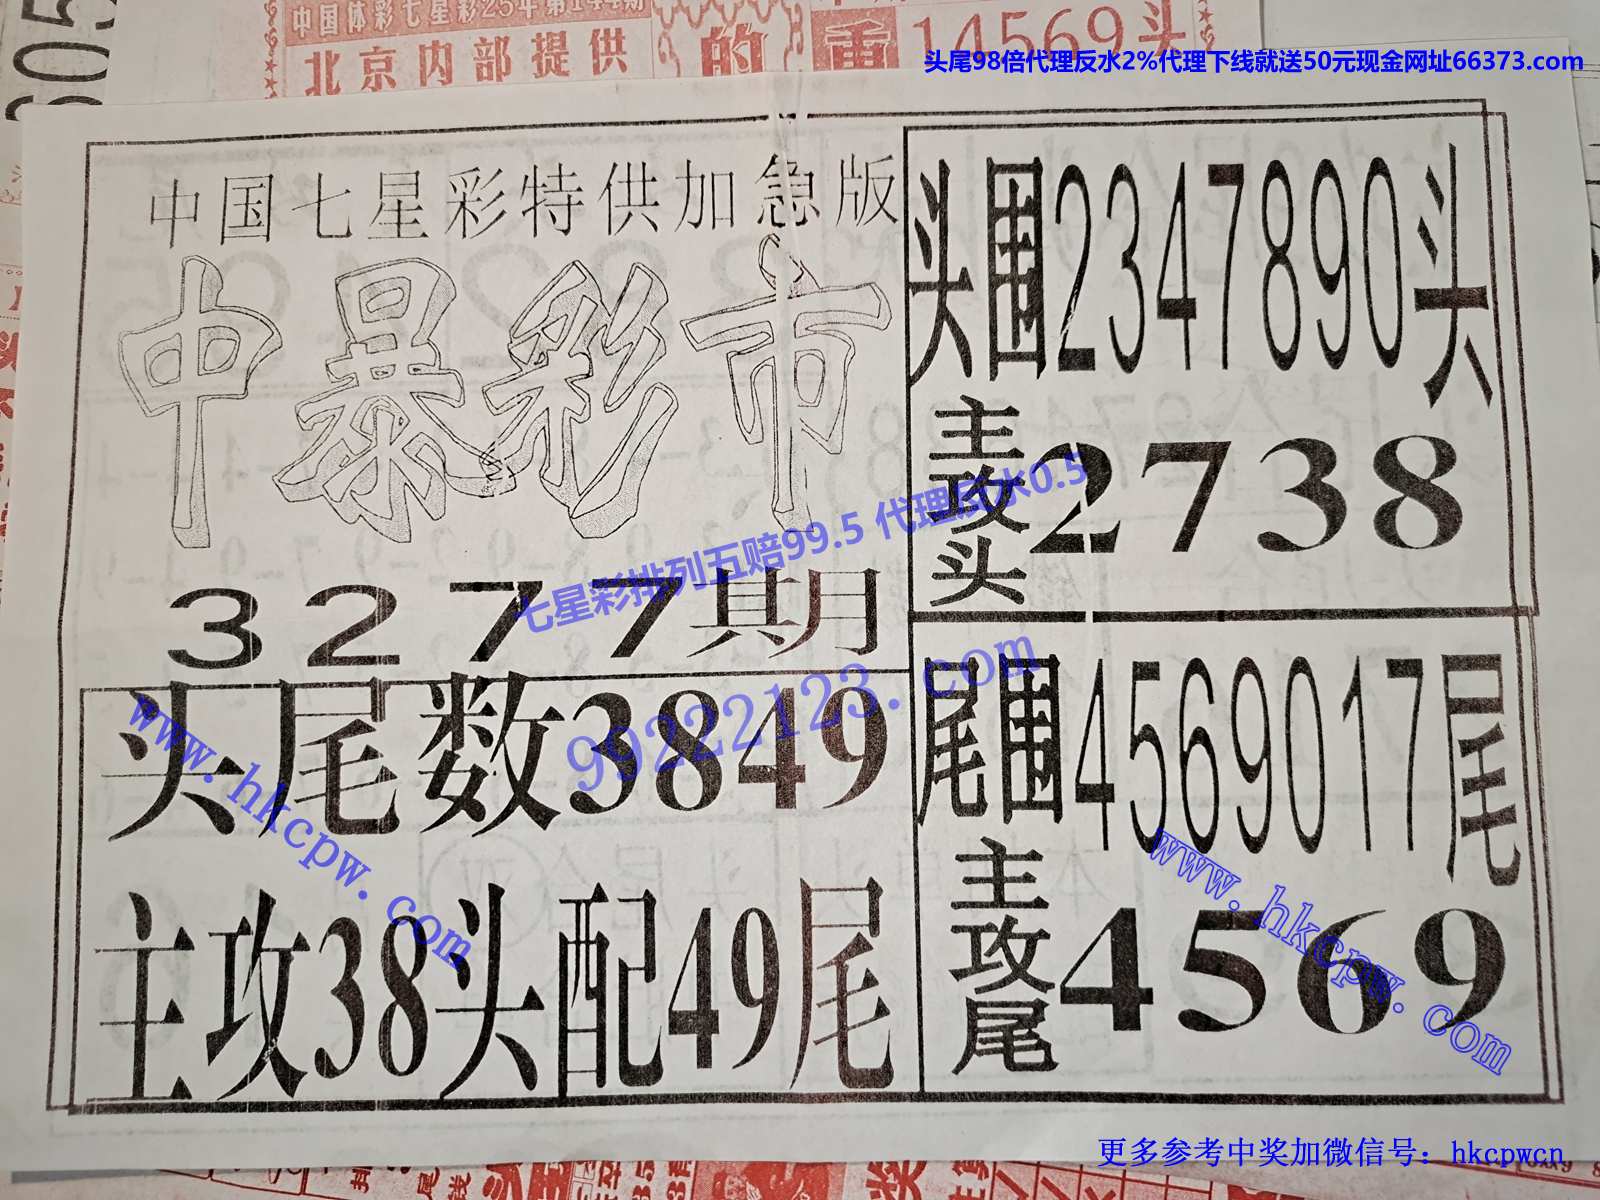 中国体彩七星彩25年第144期
北京内部提供
的
重
14569头
头尾98倍代理反水2%代理下线就送50元现金网址66373.com
中国七星彩特供加急版
中暴彩市
3277期
头尾数3849
主攻38头配49尾
头围2347890头
主攻头2738
尾围4569017尾
主攻尾4569
七星彩排列五赔99.5 代理反水0.5
99222123.com
www.hkcpw.com
www.hkcpw.com
更多参考中奖加微信号：hkcpwcn